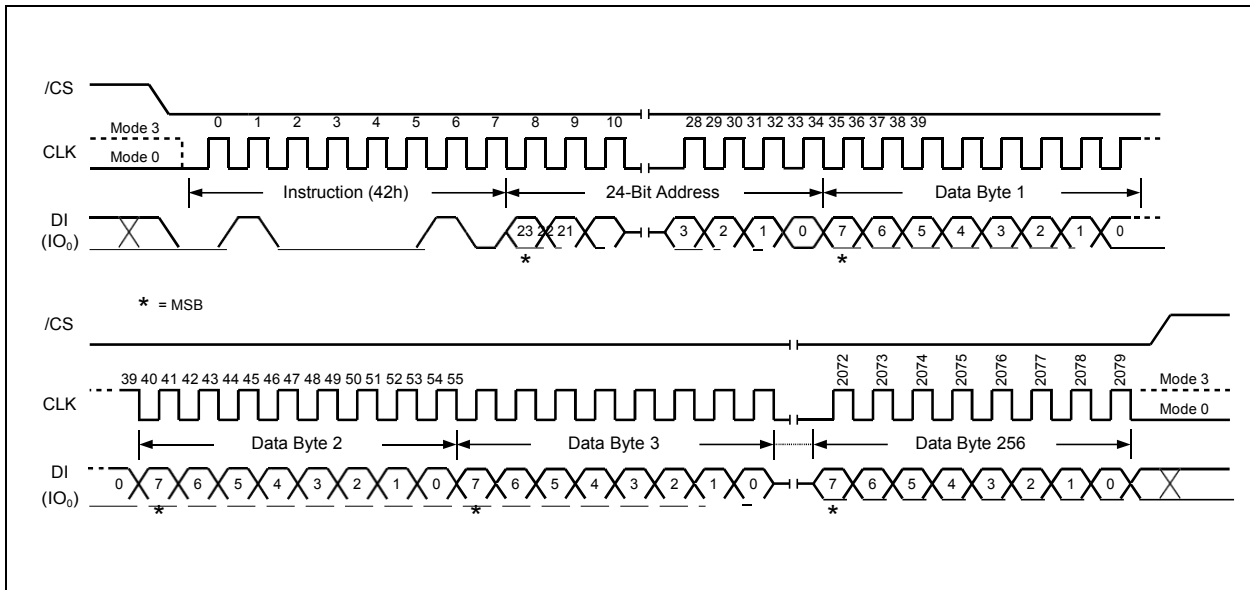 /CS
0 1 2 3 4 5 6 7 8 9 10 28 29 30 31 32 33 34 35 36 37 38 39
Mode 3
CLK
Mode 0
Instruction (42h) 24-Bit Address Data Byte 1
DI
(IO0)
23 22 21 3 2 1 0 7 6 5 4 3 2 1 0
* *
* = MSB
/CS
39 40 41 42 43 44 45 46 47 48 49 50 51 52 53 54 55 2072 2073 2074 2075 2076 2077 2078 2079
Mode 3
CLK
Mode 0
Data Byte 2 Data Byte 3 Data Byte 256
DI
(IO0)
0 7 6 5 4 3 2 1 0 7 6 5 4 3 2 1 0 7 6 5 4 3 2 1 0
* * *